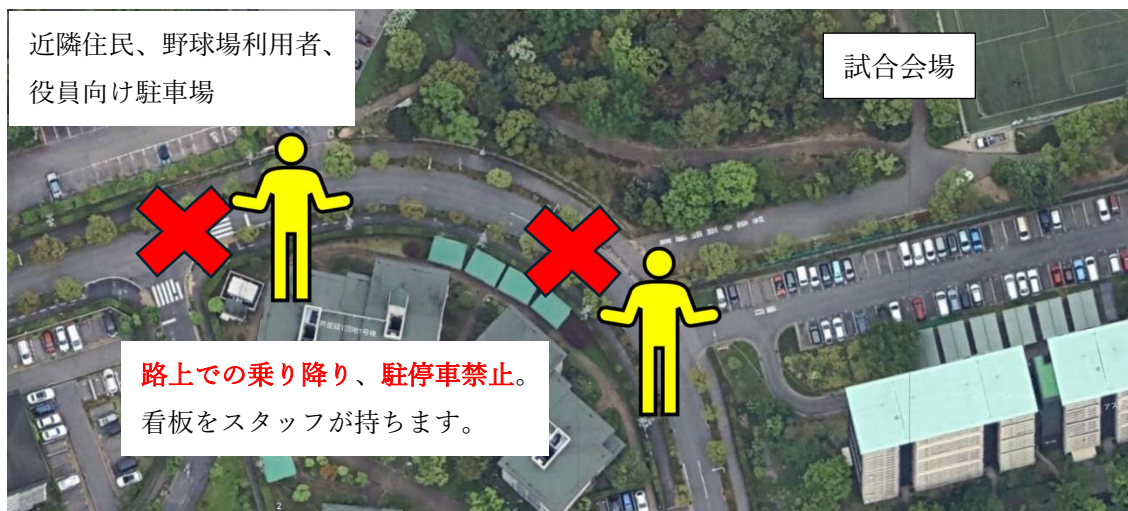 近隣住民、野球場利用者、
役員向け駐車場
試合会場
路上での乗り降り、駐停車禁止。
看板をスタッフが持ちます。
2